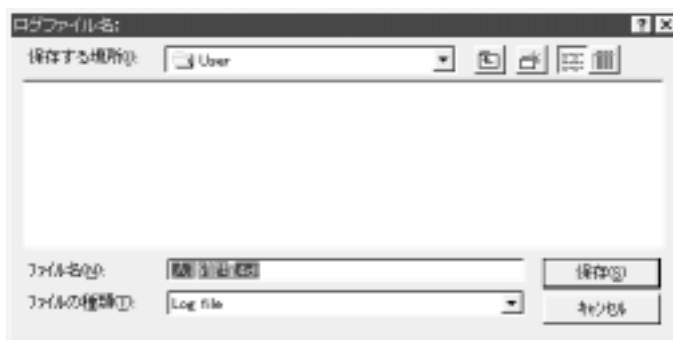 ログファイル名:
保存する場所(I):
User
ファイル名(N):
保存(S)
ファイルの種類(T):
Log file
キャンセル